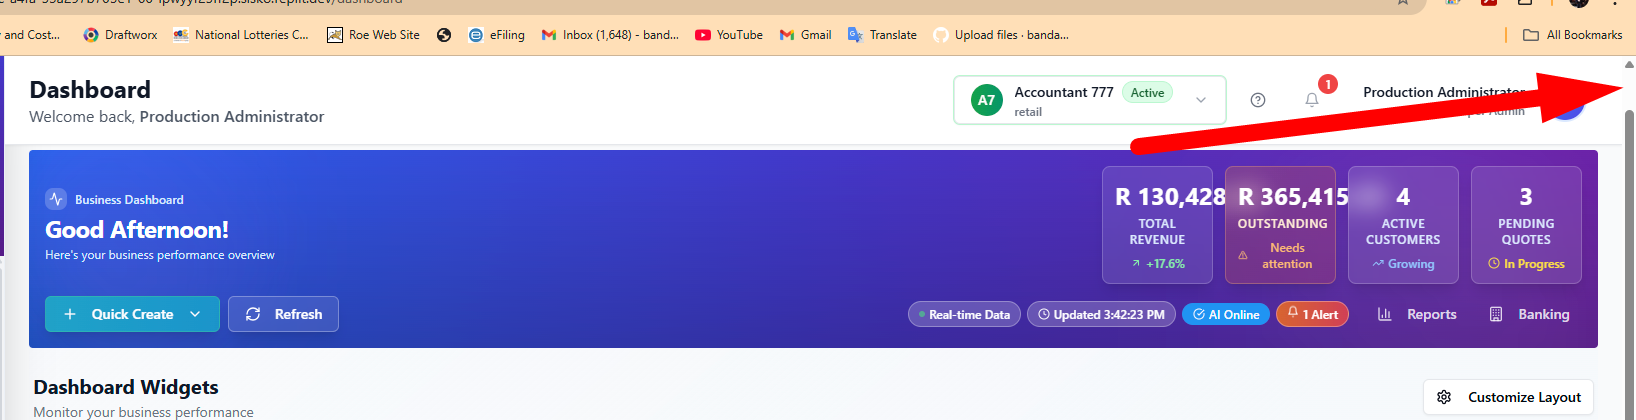 /dashboard
and Cost...
Draftworx
National Lotteries C...
Roe Web Site
eFiling
Inbox (1,648) - band...
YouTube
Gmail
Translate
Upload files · banda...
All Bookmarks
Dashboard
Welcome back, Production Administrator
A7
Accountant 777
Active
retail
1
Production Administrator
Admin
Business Dashboard
Good Afternoon!
Here's your business performance overview
R 130,428
TOTAL
REVENUE
+17.6%
R 365,415
OUTSTANDING
Needs
attention
4
ACTIVE
CUSTOMERS
Growing
3
PENDING
QUOTES
In Progress
Quick Create
Refresh
Real-time Data
Updated 3:42:23 PM
AI Online
1 Alert
Reports
Banking
Dashboard Widgets
Monitor your business performance
Customize Layout